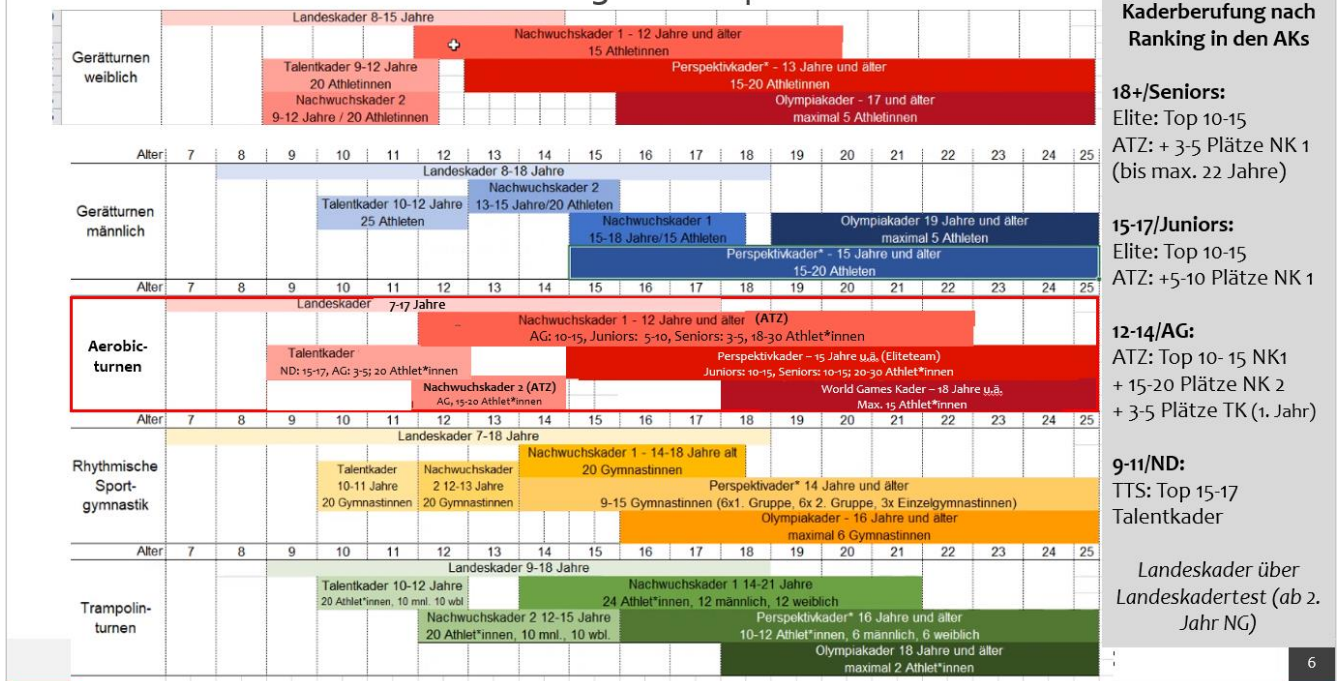 Landeskader 8-15 Jahre
Nachwuchskader 1 - 12 Jahre und älter
15 Athletinnen
Gerätturnen
weiblich
Talentkader 9-12 Jahre
20 Athletinnen
Perspektivkader* - 13 Jahre und älter
15-20 Athletinnen
Nachwuchskader 2
9-12 Jahre / 20 Athletinnen
Olympiakader - 17 und älter
maximal 5 Athletinnen
Alter 7 8 9 10 11 12 13 14 15 16 17 18 19 20 21 22 23 24 25
Landeskader 8-18 Jahre
Gerätturnen
männlich
Talentkader 10-12 Jahre
25 Athleten
Nachwuchskader 2
13-15 Jahre/20 Athleten
Nachwuchskader 1
15-18 Jahre/15 Athleten
Olympiakader 19 Jahre und älter
maximal 5 Athleten
Perspektivkader* - 15 Jahre und älter
15-20 Athleten
Alter 7 8 9 10 11 12 13 14 15 16 17 18 19 20 21 22 23 24 25
Landeskader 7-17 Jahre
Aerobic-
turnen
Nachwuchskader 1 - 12 Jahre und älter (ATZ)
AG: 10-15, Juniors: 5-10, Seniors: 3-5, 18-30 Athlet*innen
Talentkader
ND: 15-17, AG: 3-5; 20 Athlet*innen
Perspektivkader – 15 Jahre u.ä. (Eliteteam)
Juniors: 10-15, Seniors: 10-15; 20-30 Athlet*innen
Nachwuchskader 2 (ATZ)
AG, 15-20 Athlet*innen
World Games Kader – 18 Jahre u.ä.
Max. 15 Athlet*innen
Alter 7 8 9 10 11 12 13 14 15 16 17 18 19 20 21 22 23 24 25
Landeskader 7-18 Jahre
Rhythmische
Sport-
gymnastik
Nachwuchskader 1 - 14-18 Jahre alt
20 Gymnastinnen
Talentkader
10-11 Jahre
20 Gymnastinnen
Nachwuchskader
2 12-13 Jahre
20 Gymnastinnen
Perspektivader* 14 Jahre und älter
9-15 Gymnastinnen (6x1. Gruppe, 6x 2. Gruppe, 3x Einzelgymnastinnen)
Olympiakader - 16 Jahre und älter
maximal 6 Gymnastinnen
Alter 7 8 9 10 11 12 13 14 15 16 17 18 19 20 21 22 23 24 25
Landeskader 9-18 Jahre
Trampolin-
turnen
Talentkader 10-12 Jahre
20 Athlet*innen, 10 mnl. 10 wbl
Nachwuchskader 1 14-21 Jahre
24 Athlet*innen, 12 männlich, 12 weiblich
Nachwuchskader 2 12-15 Jahre
20 Athlet*innen, 10 mnl., 10 wbl.
Perspektivkader* 16 Jahre und älter
10-12 Athlet*innen, 6 männlich, 6 weiblich
Olympiakader 18 Jahre und älter
maximal 2 Athlet*innen
Kaderberufung nach
Ranking in den AKs
18+/Seniors:
Elite: Top 10-15
ATZ: + 3-5 Plätze NK 1
(bis max. 22 Jahre)
15-17/Juniors:
Elite: Top 10-15
ATZ: +5-10 Plätze NK 1
12-14/AG:
ATZ: Top 10- 15 NK1
+ 15-20 Plätze NK 2
+ 3-5 Plätze TK (1. Jahr)
9-11/ND:
TTS: Top 15-17
Talentkader
Landeskader über
Landeskadertest (ab 2.
Jahr NG)
6